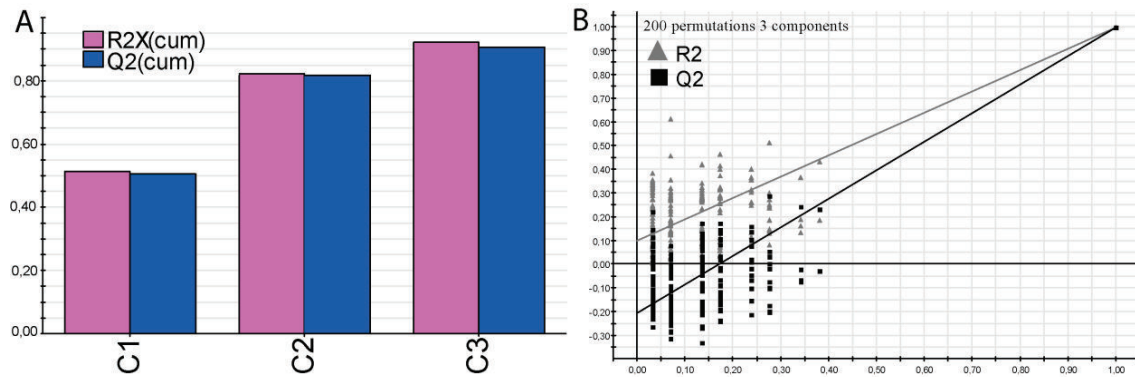 A
R2X(cum)
Q2(cum)
0,80
0,60
0,40
0,20
0,00
C1
C2
C3
B
200 permutations 3 components
R2
Q2
1,00
0,90
0,80
0,70
0,60
0,50
0,40
0,30
0,20
0,10
0,00
-0,10
-0,20
-0,30
0,00 0,10 0,20 0,30 0,40 0,50 0,60 0,70 0,80 0,90 1,00